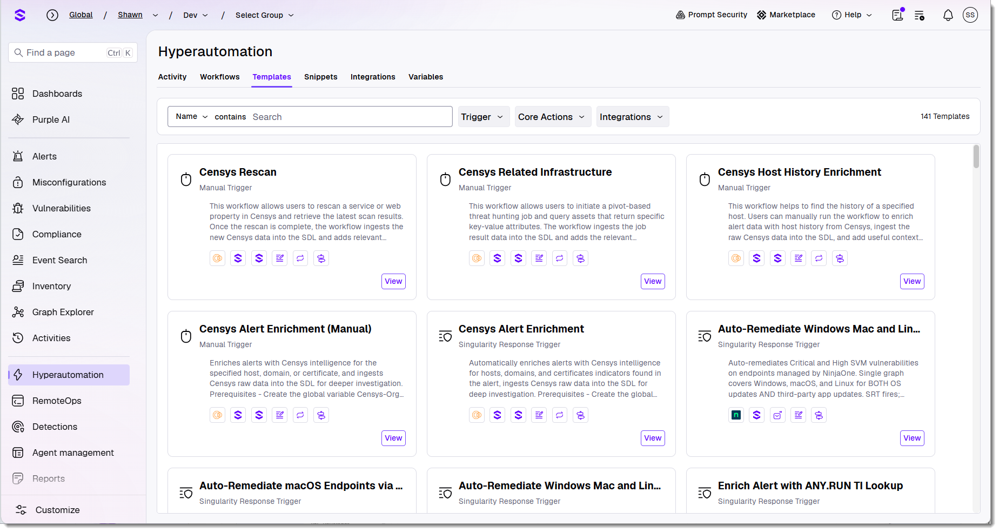 Global / Shawn / Dev / Select Group
Prompt Security Marketplace Help SS
Find a page Ctrl K
Dashboards
Purple AI
Alerts
Misconfigurations
Vulnerabilities
Compliance
Event Search
Inventory
Graph Explorer
Activities
Hyperautomation
RemoteOps
Detections
Agent management
Reports
Customize
Hyperautomation
Activity Workflows Templates Snippets Integrations Variables
Name contains Search Trigger Core Actions Integrations 141 Templates
Censys Rescan
Manual Trigger
This workflow allows users to rescan a service or web
property in Censys and retrieve the latest scan results.
Once the rescan is complete, the workflow ingests the
new Censys data into the SDL and adds relevant…
View
Censys Related Infrastructure
Manual Trigger
This workflow allows users to initiate a pivot-based
threat hunting job and query assets that return specific
key-value attributes. The workflow ingests the job
result data into the SDL and adds the relevant…
View
Censys Host History Enrichment
Manual Trigger
This workflow helps to find the history of a specified
host. Users can manually run the workflow to enrich
alert data with host history from Censys, ingest the
raw Censys data into the SDL, and add useful context…
View
Censys Alert Enrichment (Manual)
Manual Trigger
Enriches alerts with Censys intelligence for the
specified host, domain, or certificate, and ingests
Censys raw data into the SDL for deeper investigation.
Prerequisites - Create the global variable Censys-Org…
View
Censys Alert Enrichment
Singularity Response Trigger
Automatically enriches alerts with Censys intelligence
for hosts, domains, and certificates indicators found in
the alert, ingests Censys raw data into the SDL for
deep investigation. Prerequisites - Create the global…
View
Auto-Remediate Windows Mac and Lin…
Singularity Response Trigger
Auto-remediates Critical and High SVM vulnerabilities
on endpoints managed by NinjaOne. Single graph
covers Windows, macOS, and Linux for BOTH OS
updates AND third-party app updates. SRT fires;…
n
View
Auto-Remediate macOS Endpoints via …
Singularity Response Trigger
Auto-Remediate Windows Mac and Lin…
Singularity Response Trigger
Enrich Alert with ANY.RUN TI Lookup
Singularity Response Trigger